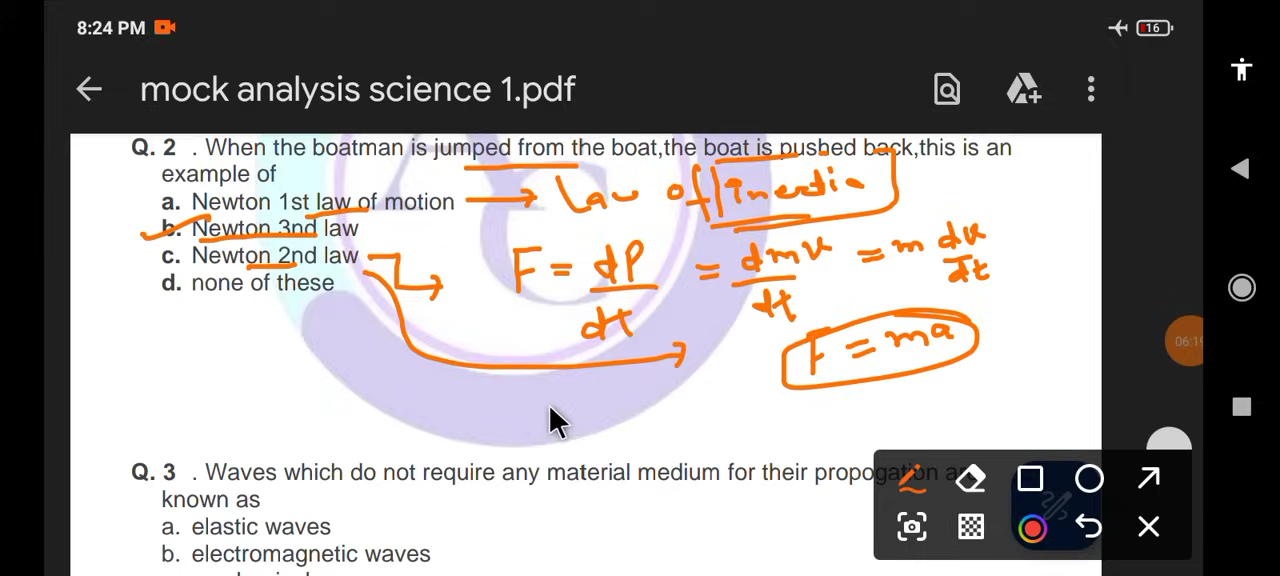 8:24 PM
16
mock analysis science 1.pdf
Q. 2 . When the boatman is jumped from the boat,the boat is pushed back,this is an
example of
a. Newton 1st law of motion → Law of inertia
b. Newton 3nd law
c. Newton 2nd law → F = dP/dt = dmv/dt = m dv/dt
d. none of these
F = ma
06:1
Q. 3 . Waves which do not require any material medium for their propogation
known as
a. elastic waves
b. electromagnetic waves